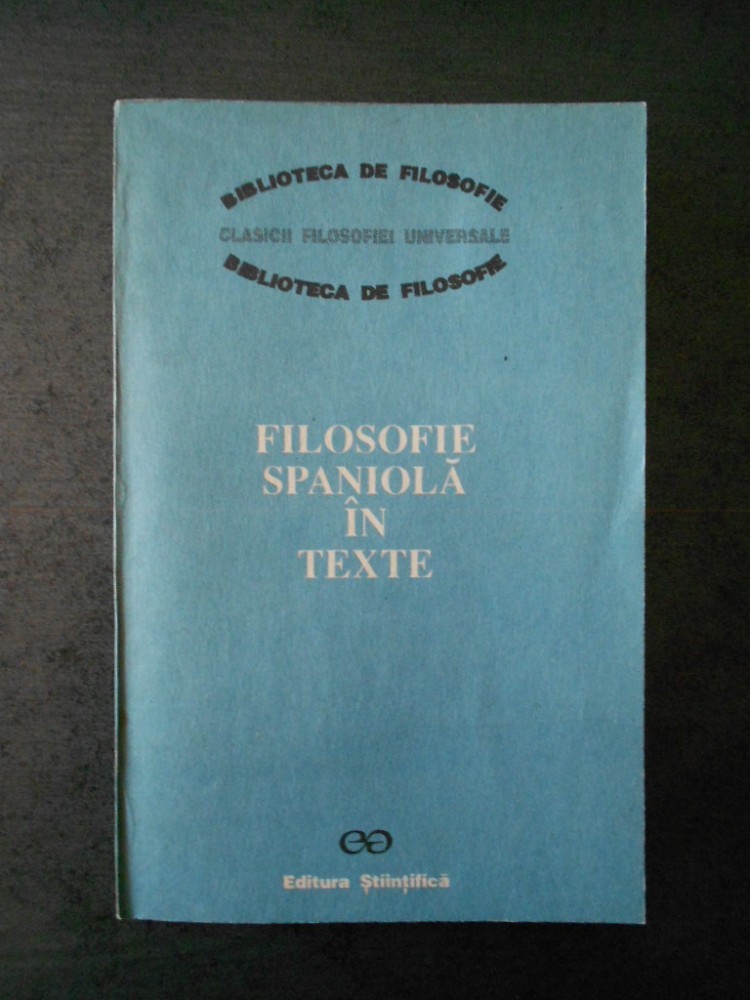 BIBLIOTECA DE FILOSOFIE
CLASICII FILOSOFIEI UNIVERSALE
BIBLIOTECA DE FILOSOFIE
FILOSOFIE
SPANIOLĂ
ÎN
TEXTE
Editura Științifică